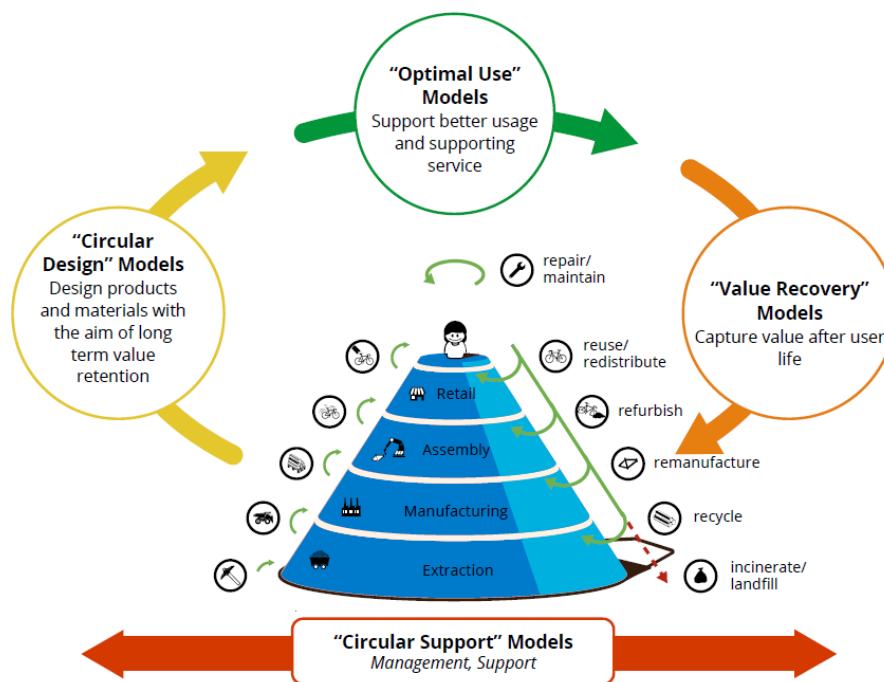 “Optimal Use”
Models
Support better usage
and supporting
service
“Circular
Design” Models
Design products
and materials with
the aim of long
term value
retention
“Value Recovery”
Models
Capture value after user
life
repair/
maintain
reuse/
redistribute
refurbish
remanufacture
recycle
incinerate/
landfill
Retail
Assembly
Manufacturing
Extraction
“Circular Support” Models
Management, Support